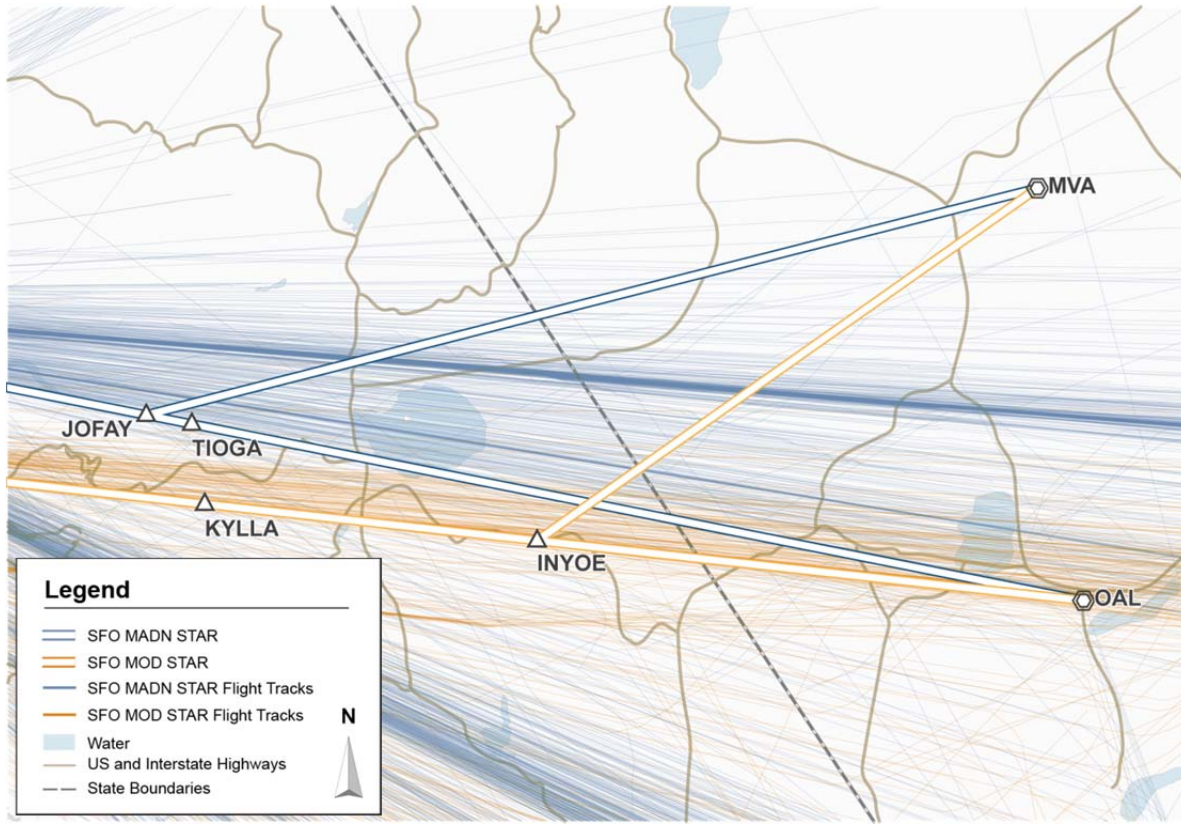 MVA
JOFAY
TIOGA
KYLLA
INYOE
OAL
Legend
SFO MADN STAR
SFO MOD STAR
SFO MADN STAR Flight Tracks
SFO MOD STAR Flight Tracks
N
Water
US and Interstate Highways
State Boundaries